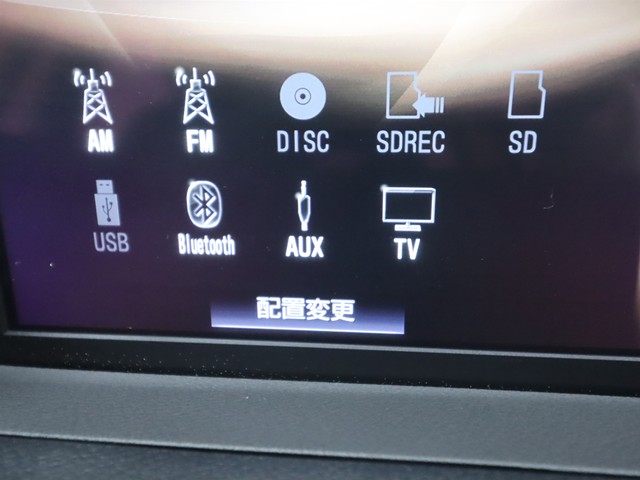 AM FM DISC SDREC SD
USB Bluetooth AUX TV
配置変更